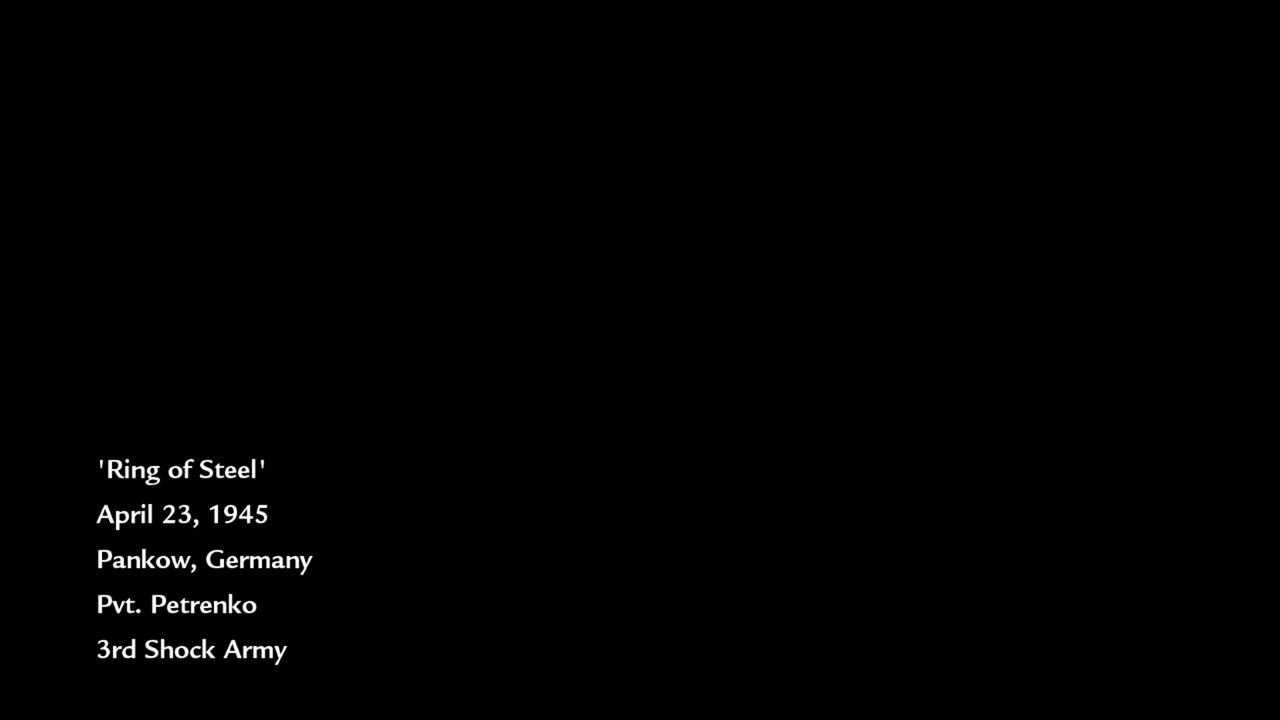 'Ring of Steel'
April 23, 1945
Pankow, Germany
Pvt. Petrenko
3rd Shock Army